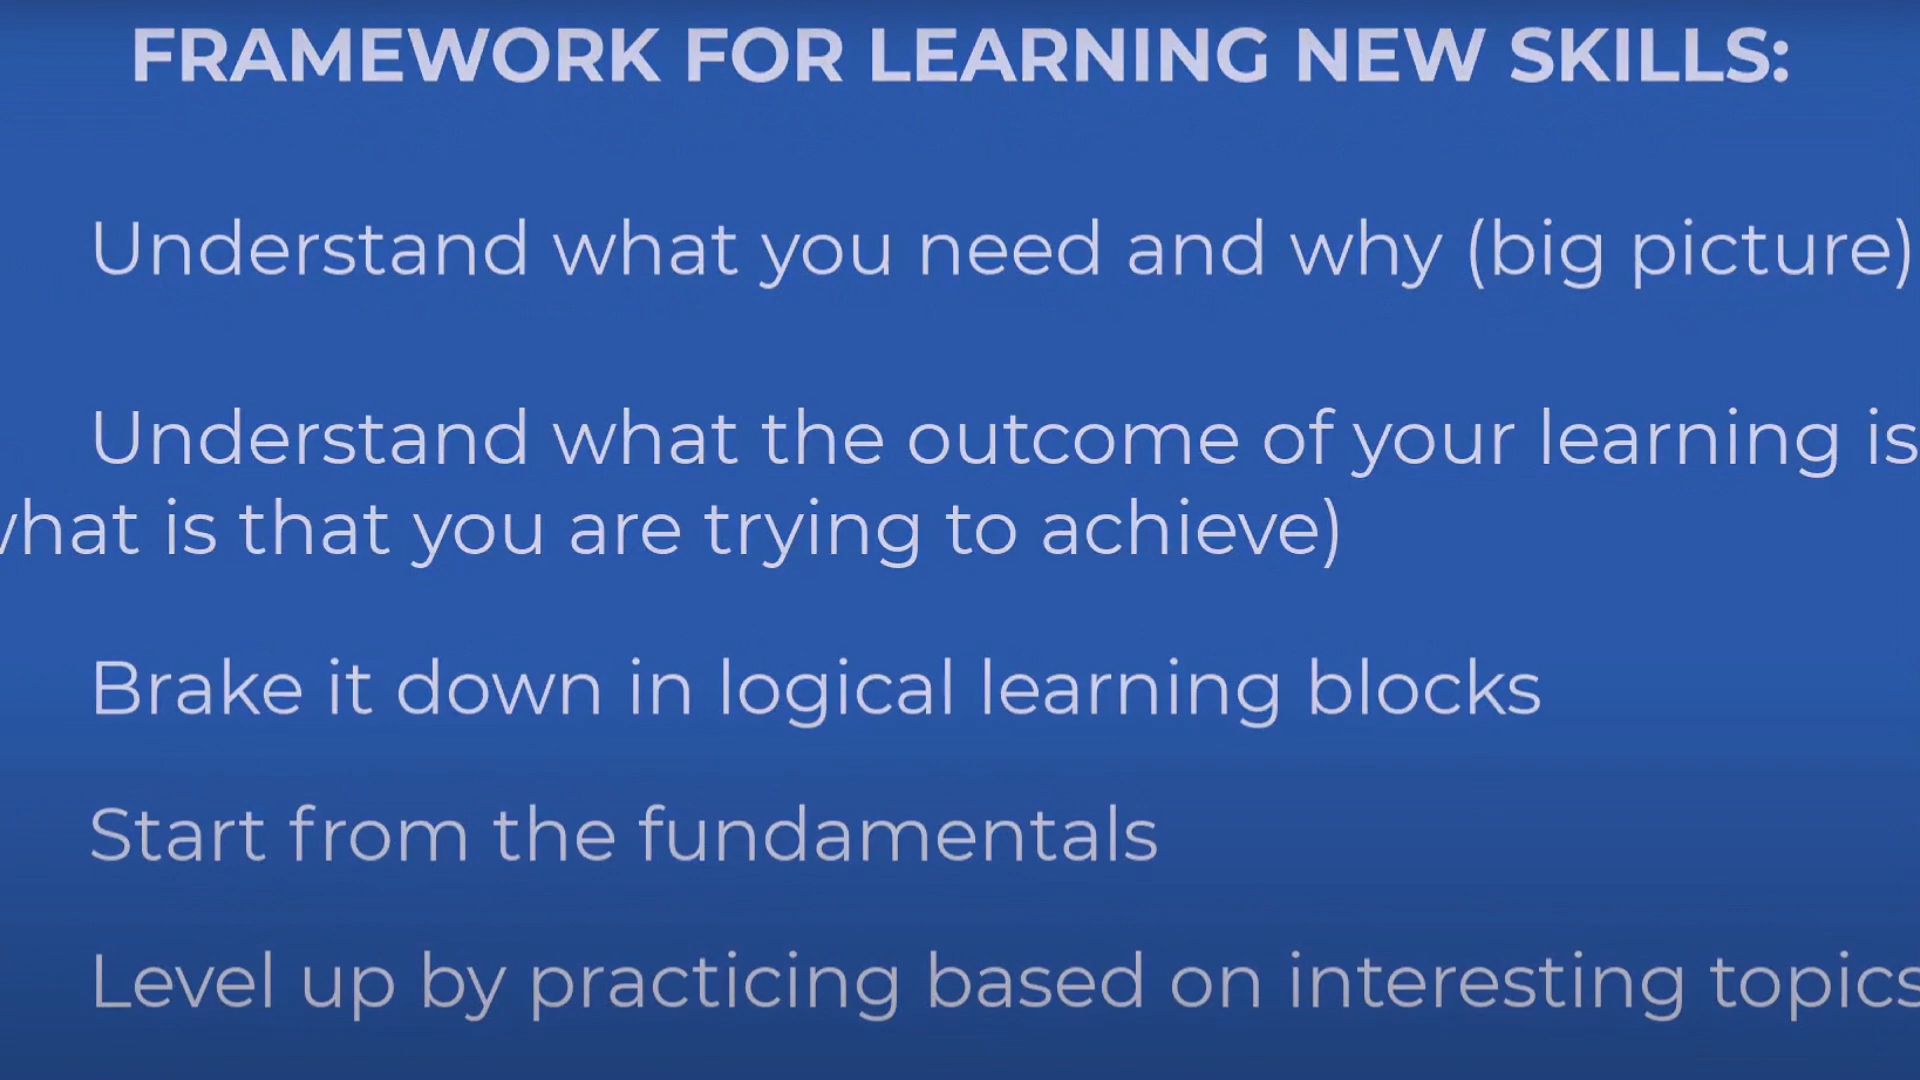 FRAMEWORK FOR LEARNING NEW SKILLS:
Understand what you need and why (big picture)
Understand what the outcome of your learning is
what is that you are trying to achieve)
Brake it down in logical learning blocks
Start from the fundamentals
Level up by practicing based on interesting topics